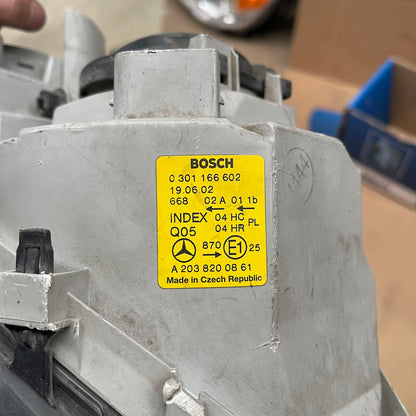 BOSCH
0 301 166 602
19.06.02
668 02 A 01 1b
INDEX 04 HC PL
Q05 04 HR
870 → E1 25
A 203 820 08 61
Made in Czech Republic